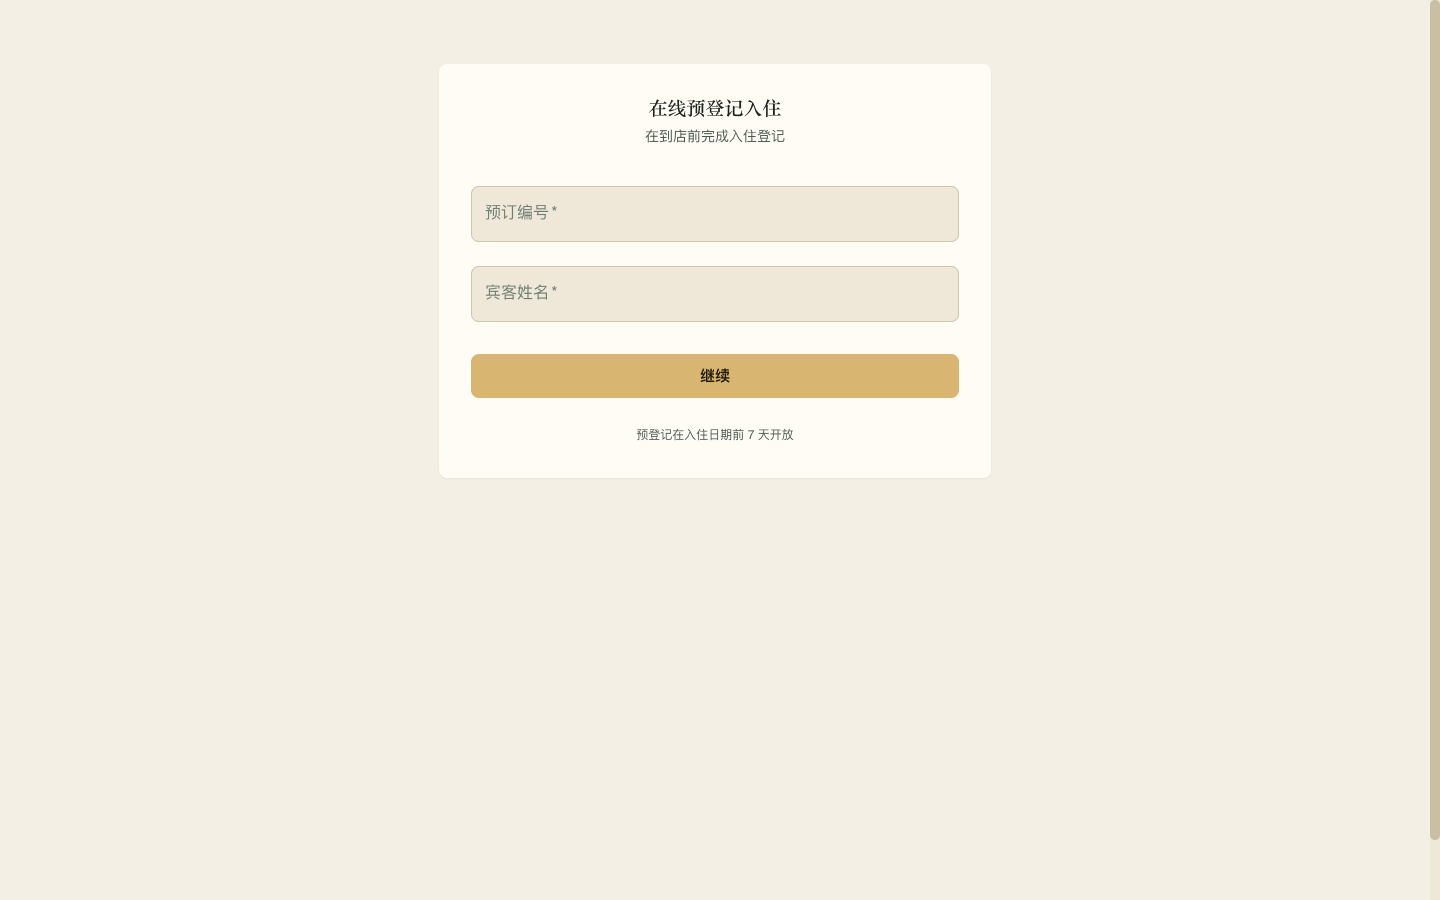 在线预登记入住
在到店前完成入住登记
预订编号 *
宾客姓名 *
继续
预登记在入住日期前 7 天开放